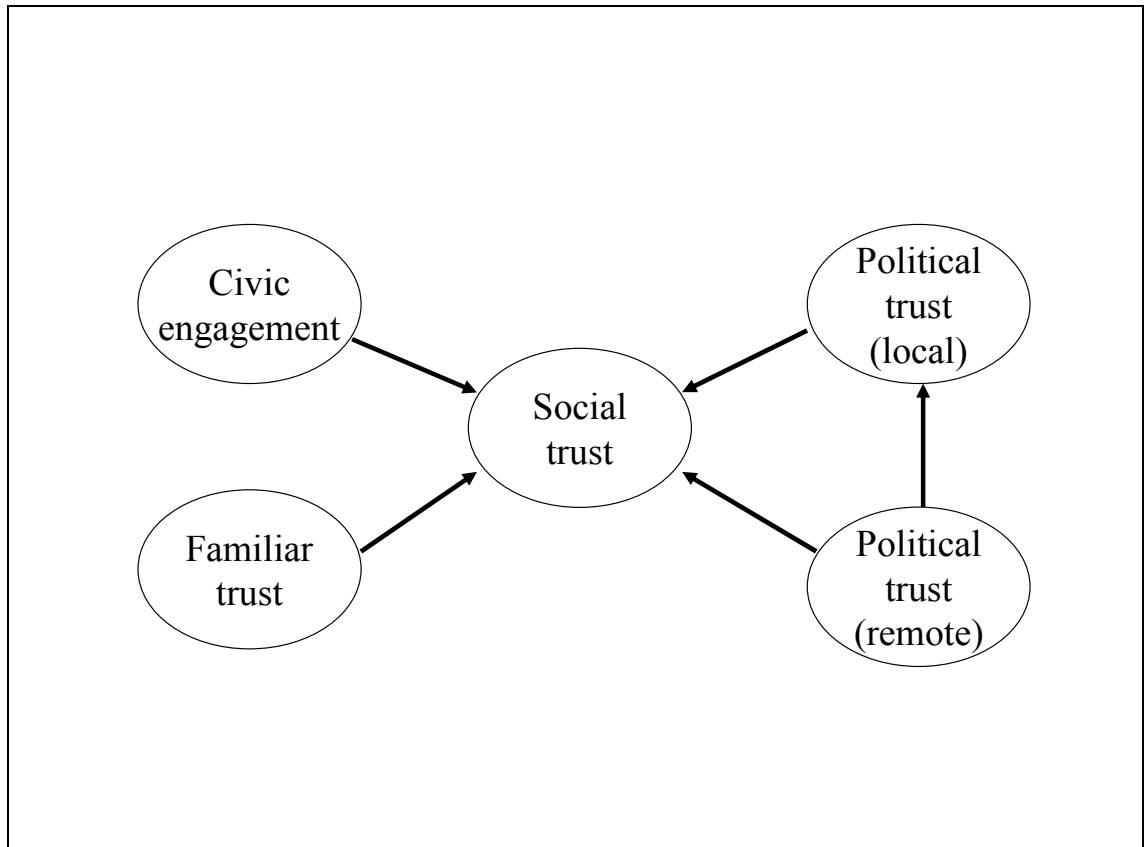 Civic
engagement
Political
trust
(local)
Social
trust
Familiar
trust
Political
trust
(remote)